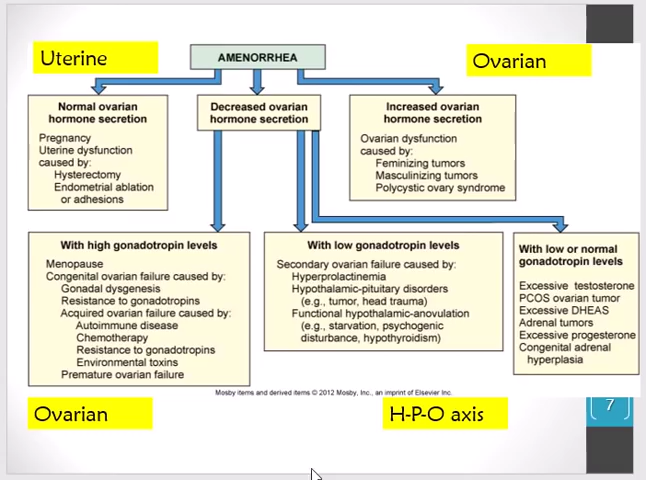 Uterine
AMENORRHEA
Ovarian
Normal ovarian
hormone secretion
Pregnancy
Uterine dysfunction
caused by:
Hysterectomy
Endometrial ablation
or adhesions
Decreased ovarian
hormone secretion
Increased ovarian
hormone secretion
Ovarian dysfunction
caused by:
Feminizing tumors
Masculinizing tumors
Polycystic ovary syndrome
With high gonadotropin levels
Menopause
Congenital ovarian failure caused by:
Gonadal dysgenesis
Resistance to gonadotropins
Acquired ovarian failure caused by:
Autoimmune disease
Chemotherapy
Resistance to gonadotropins
Environmental toxins
Premature ovarian failure
With low gonadotropin levels
Secondary ovarian failure caused by:
Hyperprolactinemia
Hypothalamic-pituitary disorders
(e.g., tumor, head trauma)
Functional hypothalamic-anovulation
(e.g., starvation, psychogenic
disturbance, hypothyroidism)
With low or normal
gonadotropin levels
Excessive testosterone
PCOS ovarian tumor
Excessive DHEAS
Adrenal tumors
Excessive progesterone
Congenital adrenal
hyperplasia
Mosby items and derived items © 2012 Mosby, Inc., an imprint of Elsevier Inc.
Ovarian
H-P-O axis
7